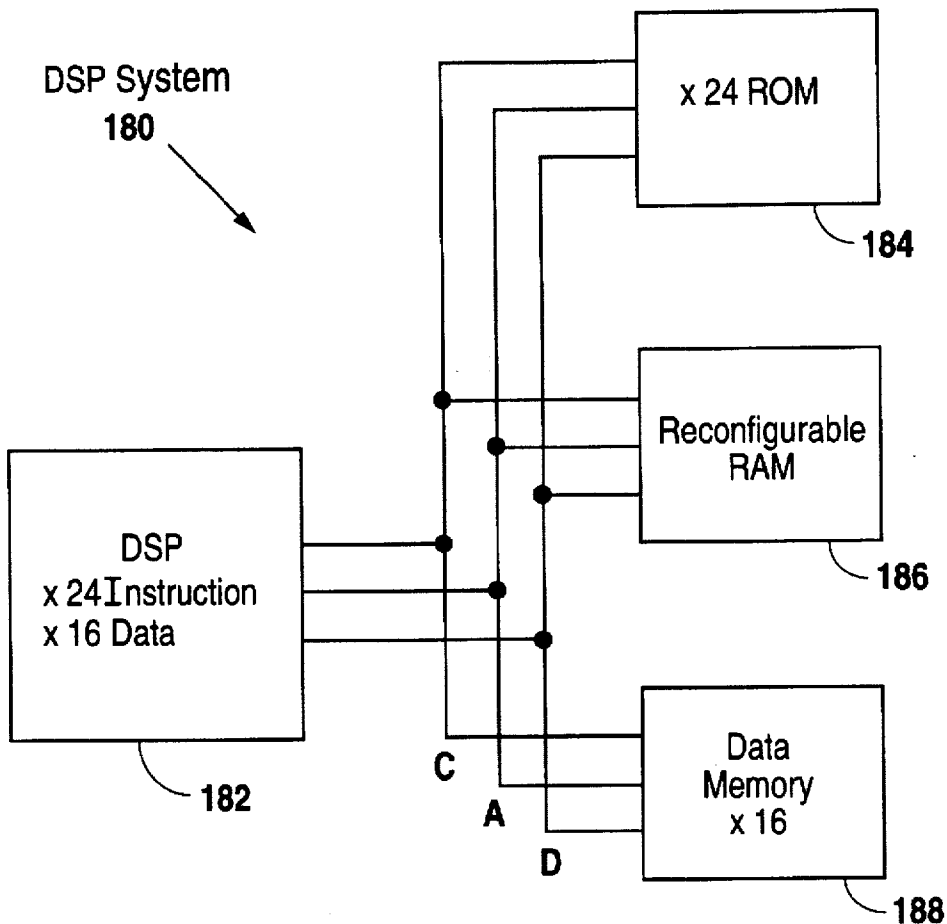 DSP System
180
x 24 ROM
184
Reconfigurable
RAM
186
DSP
x 24 Instruction
x 16 Data
182
C
A
D
Data
Memory
x 16
188